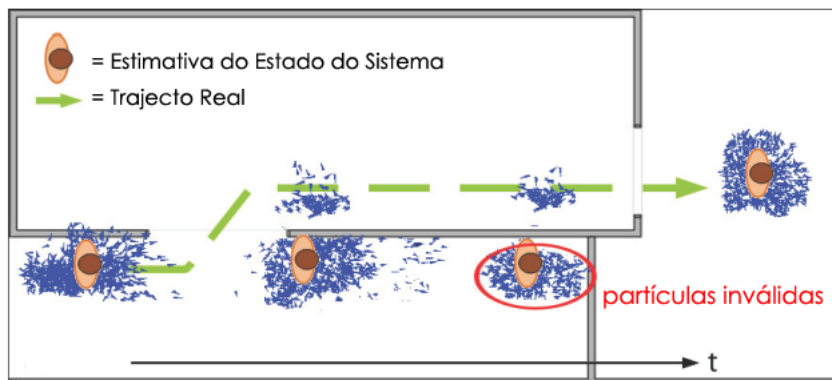 = Estimativa do Estado do Sistema
= Trajecto Real
partículas inválidas
t